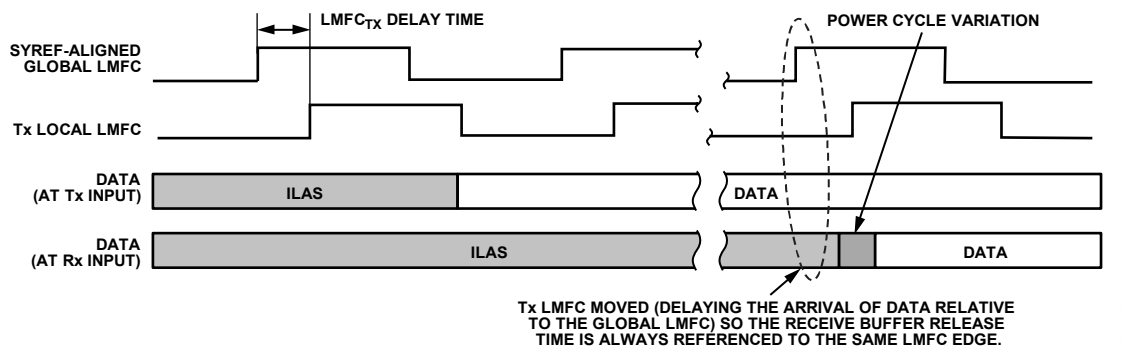 LMFCTX DELAY TIME
POWER CYCLE VARIATION
SYREF-ALIGNED
GLOBAL LMFC
Tx LOCAL LMFC
DATA
(AT Tx INPUT)
ILAS
DATA
DATA
(AT Rx INPUT)
ILAS
DATA
Tx LMFC MOVED (DELAYING THE ARRIVAL OF DATA RELATIVE
TO THE GLOBAL LMFC) SO THE RECEIVE BUFFER RELEASE
TIME IS ALWAYS REFERENCED TO THE SAME LMFC EDGE.